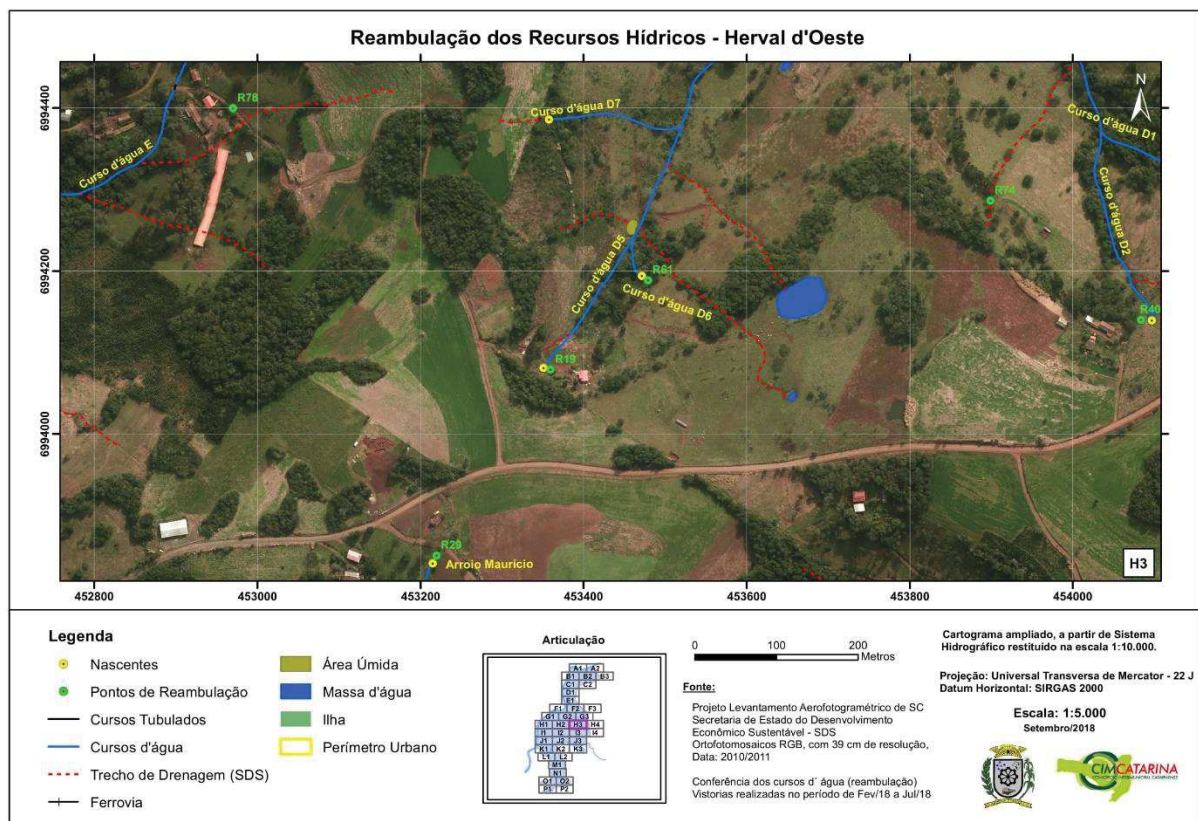 Reambulação dos Recursos Hídricos - Herval d'Oeste
R78
Curso d'água D7
N
Curso d'água D1
Curso d'água E
R74
Curso d'água D2
Curso d'água D5
R61
Curso d'água D6
R46
R19
R29
Arroio Mauricio
H3
6994400
6994200
6994000
452800
453000
453200
453400
453600
453800
454000
Legenda
Nascentes
Pontos de Reambulação
Cursos Tubulados
Cursos d'água
Trecho de Drenagem (SDS)
Ferrovia
Área Úmida
Massa d'água
Ilha
Perímetro Urbano
Articulação
A1 A2
B1 B2 B3
C1 C2
D1
E1
F1 F2 F3
G1 G2 G3
H1 H2 H3 H4
I1 I2 I3 I4
J1 J2 J3
K1 K2 K3
L1 L2
M1
N1
O1 O2
P1 P2
0 100 200
Metros
Fonte:
Projeto Levantamento Aerofotogramétrico de SC
Secretaria de Estado do Desenvolvimento
Econômico Sustentável - SDS
Ortofotomosaicos RGB, com 39 cm de resolução,
Data: 2010/2011
Conferência dos cursos d´ água (reambulação)
Vistorias realizadas no período de Fev/18 a Jul/18
Cartograma ampliado, a partir de Sistema
Hidrográfico restituído na escala 1:10.000.
Projeção: Universal Transversa de Mercator - 22 J
Datum Horizontal: SIRGAS 2000
Escala: 1:5.000
Setembro/2018
CIMCATARINA